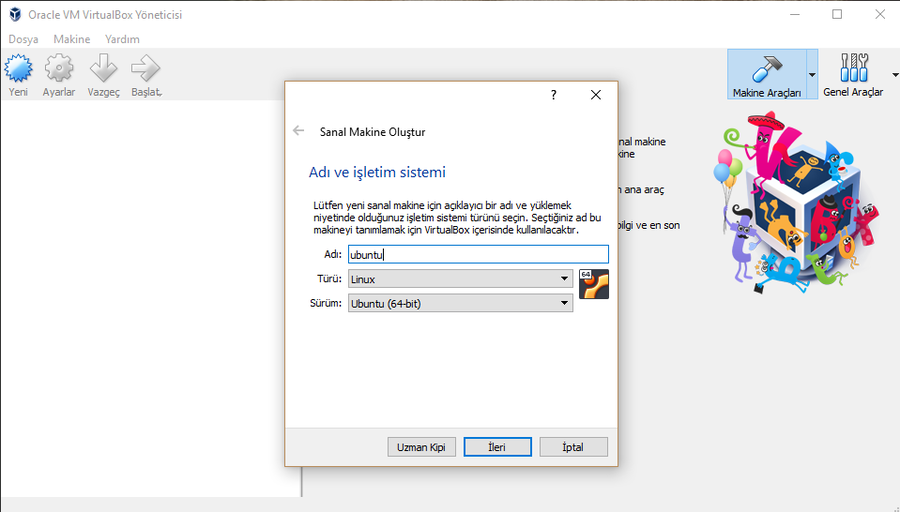 Oracle VM VirtualBox Yöneticisi
Dosya Makine Yardım
Yeni Ayarlar Vazgeç Başlat.
Makine Araçları Genel Araçlar
?
Sanal Makine Oluştur
Adı ve işletim sistemi
Lütfen yeni sanal makine için açıklayıcı bir adı ve yüklemek
niyetinde olduğunuz işletim sistemi türünü seçin. Seçtiğiniz ad bu
makineyi tanımlamak için VirtualBox içerisinde kullanılacaktır.
Adı: ubuntu
Türü: Linux
64
Sürüm: Ubuntu (64-bit)
Uzman Kipi İleri İptal
nal makine
kine
n ana araç
bilgi ve en son